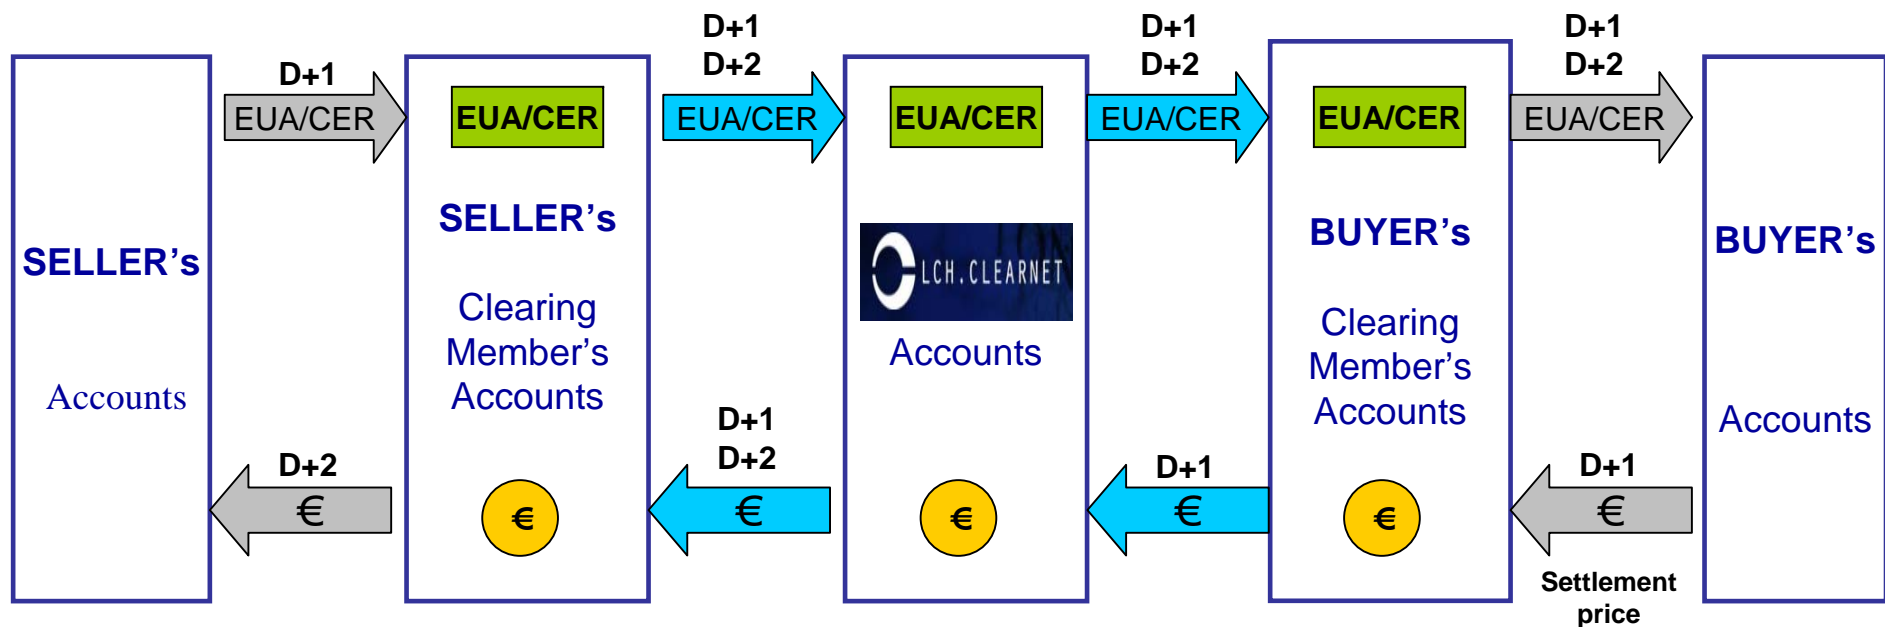 SELLER's
Accounts
D+1
EUA/CER
D+2
€
EUA/CER
SELLER's
Clearing
Member's
Accounts
€
D+1
D+2
EUA/CER
D+1
D+2
€
EUA/CER
LCH.CLEARNET
Accounts
€
D+1
D+2
EUA/CER
D+1
€
EUA/CER
BUYER's
Clearing
Member's
Accounts
€
D+1
D+2
EUA/CER
D+1
€
Settlement
price
BUYER's
Accounts